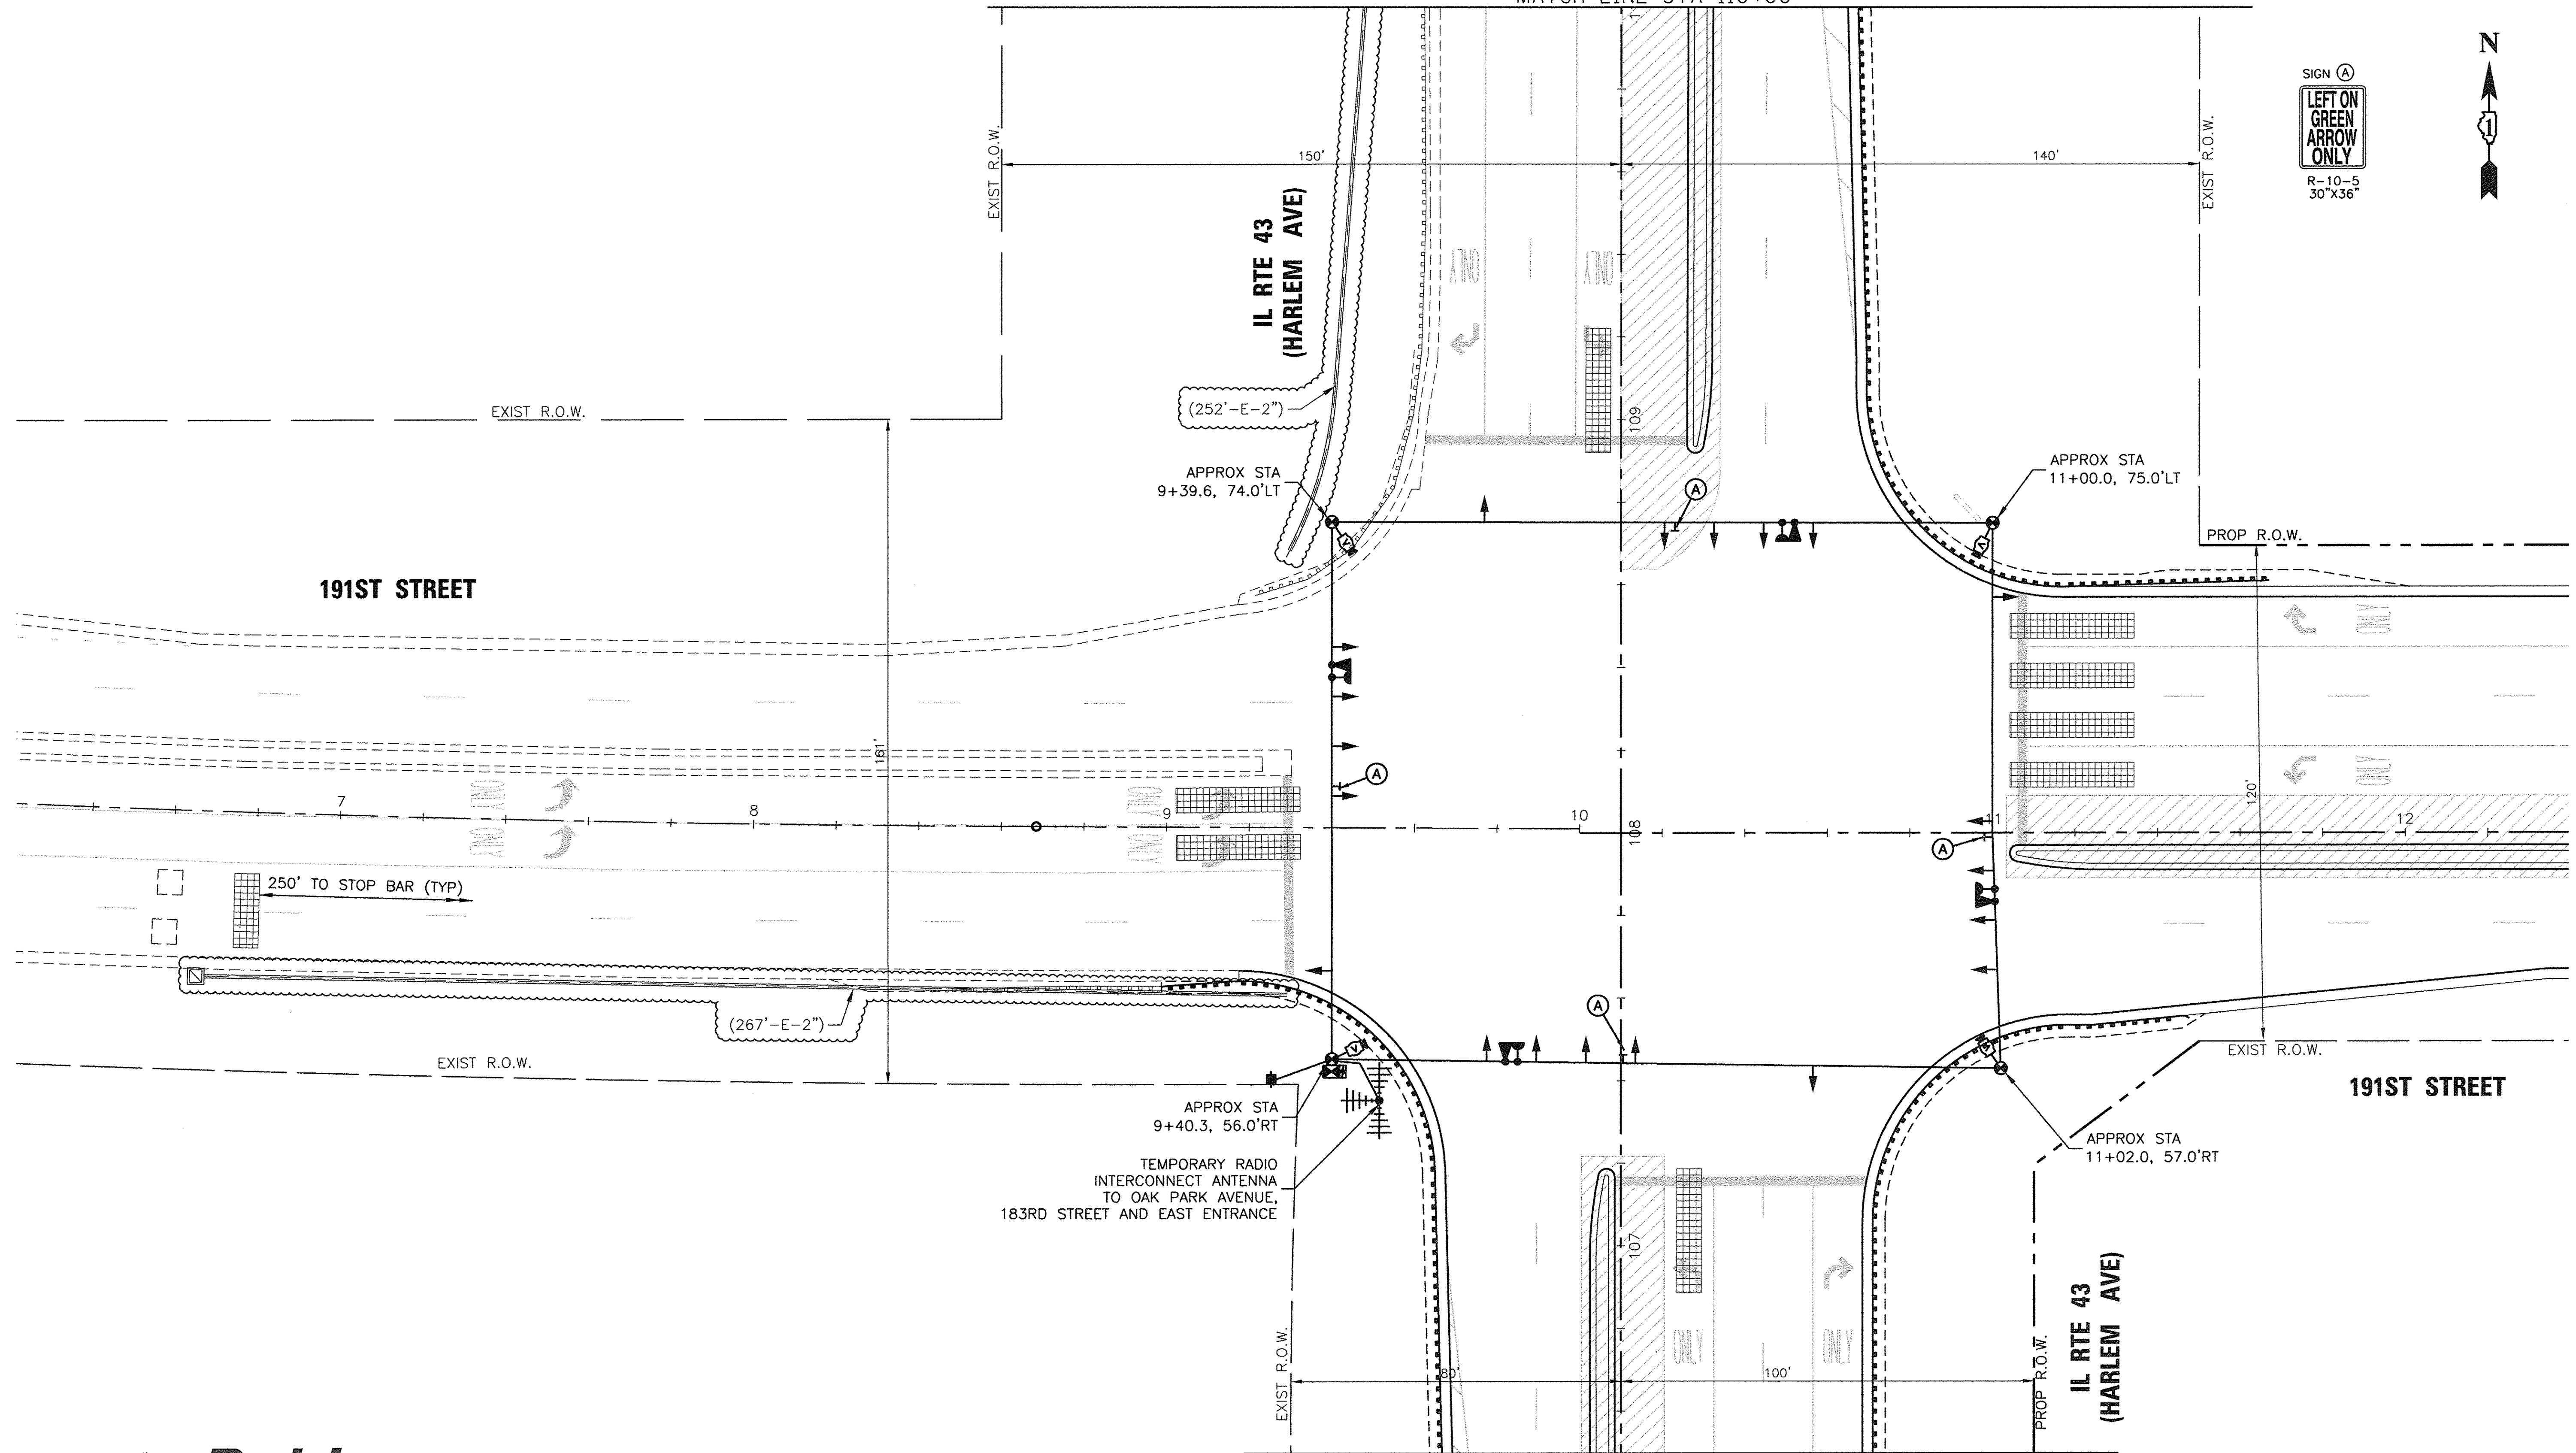 N
SIGN A
LEFT ON
GREEN
ARROW
ONLY
R-10-5
30"X36"
1
EXIST R.O.W.
150'
140'
EXIST R.O.W.
IL RTE 43
(HARLEM AVE)
ONLY
ONLY
(252'-E-2")
109
EXIST R.O.W.
APPROX STA
9+39.6, 74.0'LT
A
APPROX STA
11+00.0, 75.0'LT
V
V
PROP R.O.W.
191ST STREET
ONLY
ONLY
161'
120'
A
7
8
9
10
11
12
108
A
ONLY
ONLY
ONLY
ONLY
250' TO STOP BAR (TYP)
(267'-E-2")
EXIST R.O.W.
A
V
EXIST R.O.W.
191ST STREET
APPROX STA
9+40.3, 56.0'RT
APPROX STA
11+02.0, 57.0'RT
TEMPORARY RADIO
INTERCONNECT ANTENNA
TO OAK PARK AVENUE,
183RD STREET AND EAST ENTRANCE
107
ONLY
ONLY
EXIST R.O.W.
80'
100'
PROP R.O.W.
IL RTE 43
(HARLEM AVE)